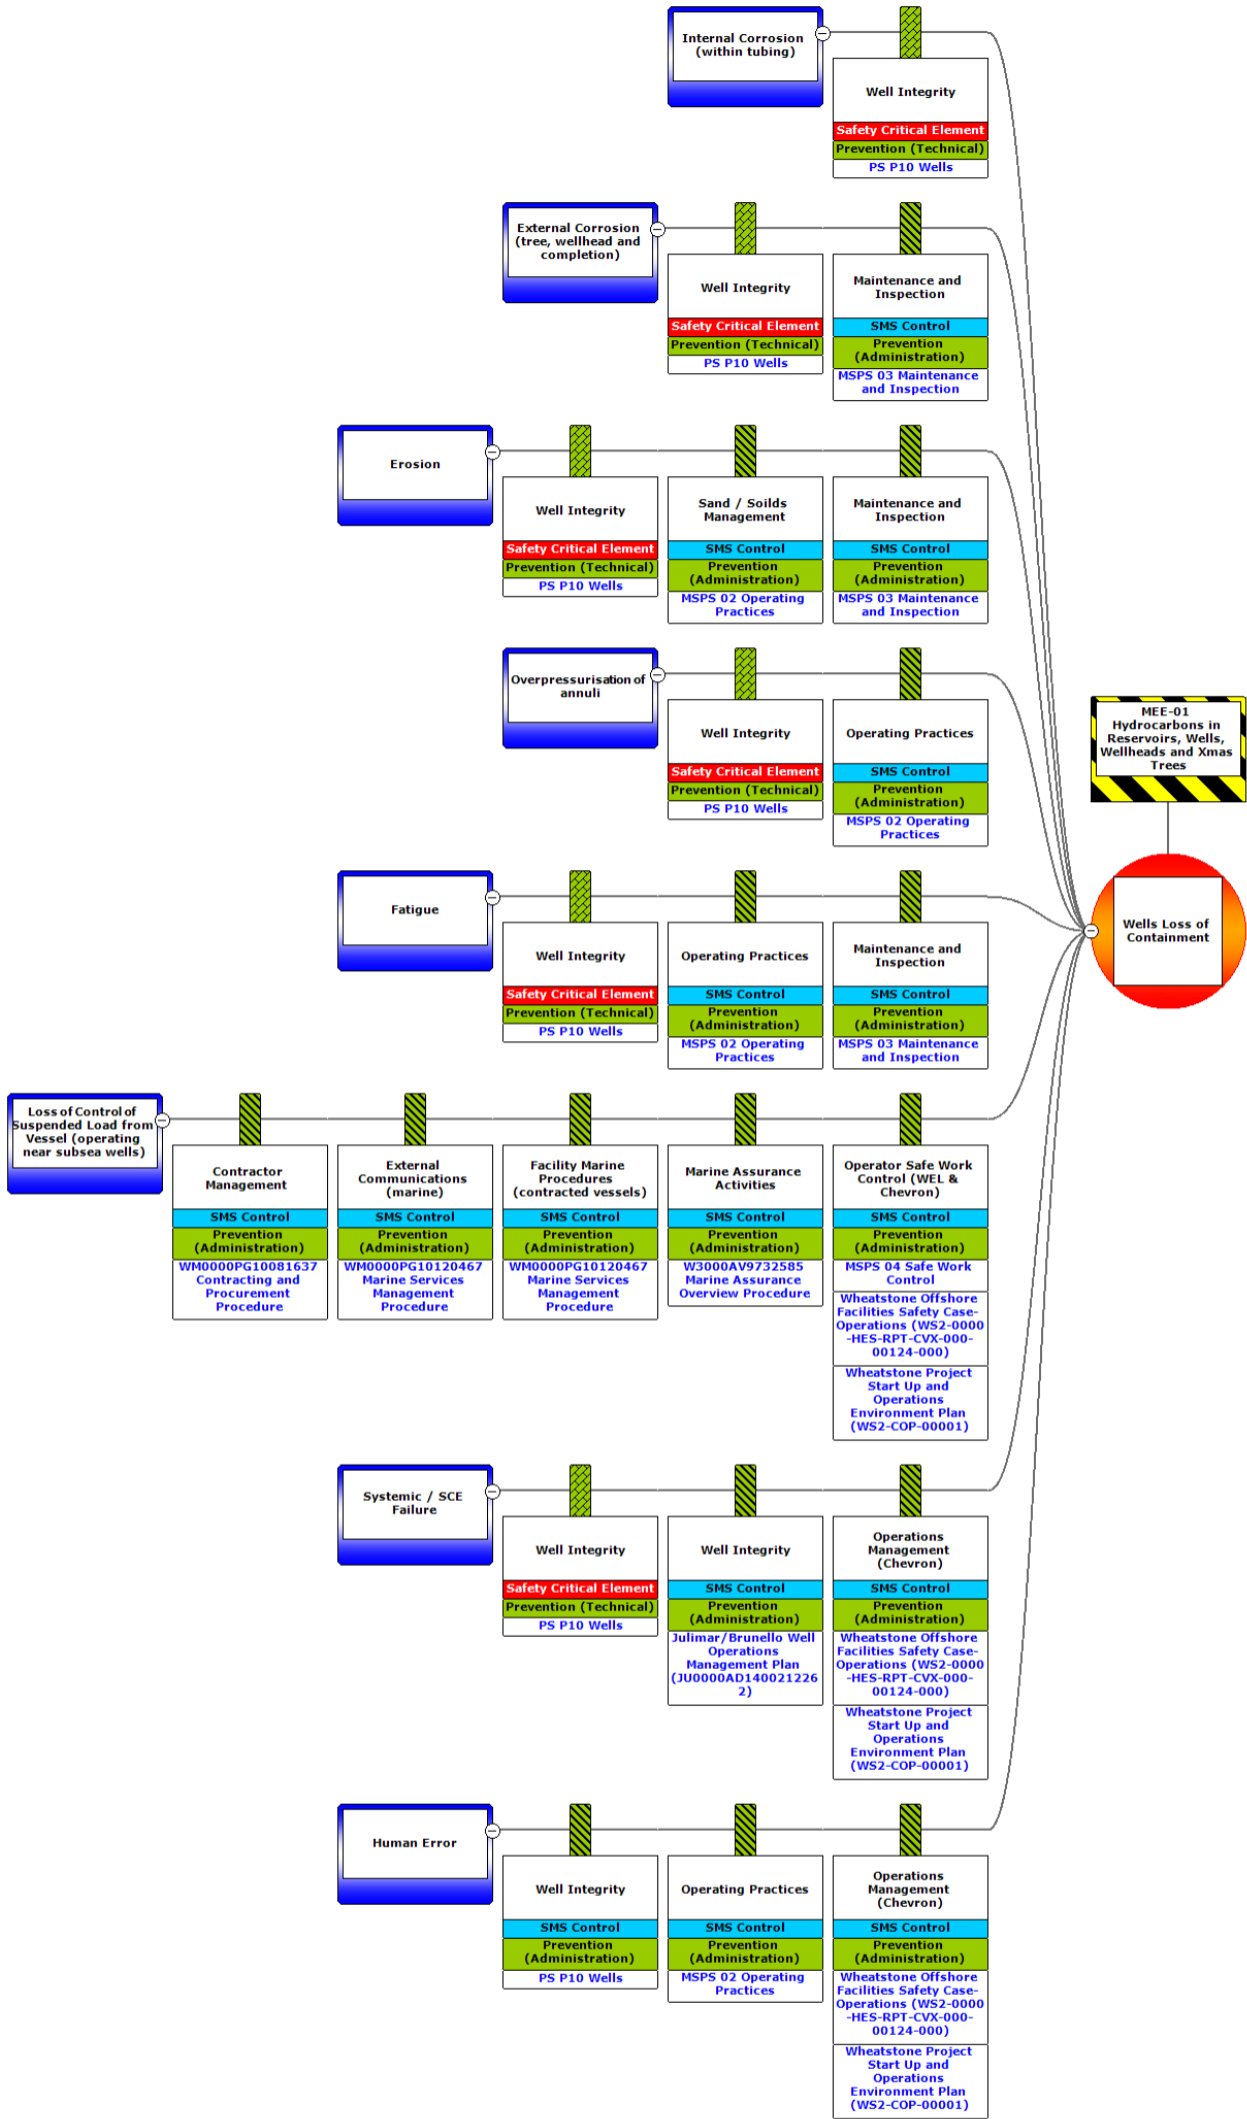 Internal Corrosion
(within tubing)
Well Integrity
Safety Critical Element
Prevention (Technical)
PS P10 Wells
External Corrosion
(tree, wellhead and
completion)
Well Integrity
Safety Critical Element
Prevention (Technical)
PS P10 Wells
Maintenance and
Inspection
SMS Control
Prevention
(Administration)
MSPS 03 Maintenance
and Inspection
Erosion
Well Integrity
Safety Critical Element
Prevention (Technical)
PS P10 Wells
Sand / Soilds
Management
SMS Control
Prevention
(Administration)
MSPS 02 Operating
Practices
Maintenance and
Inspection
SMS Control
Prevention
(Administration)
MSPS 03 Maintenance
and Inspection
Overpressurisation of
annuli
Well Integrity
Safety Critical Element
Prevention (Technical)
PS P10 Wells
Operating Practices
SMS Control
Prevention
(Administration)
MSPS 02 Operating
Practices
MEE-01
Hydrocarbons in
Reservoirs, Wells,
Wellheads and Xmas
Trees
Wells Loss of
Containment
Fatigue
Well Integrity
Safety Critical Element
Prevention (Technical)
PS P10 Wells
Operating Practices
SMS Control
Prevention
(Administration)
MSPS 02 Operating
Practices
Maintenance and
Inspection
SMS Control
Prevention
(Administration)
MSPS 03 Maintenance
and Inspection
Loss of Control of
Suspended Load from
Vessel (operating
near subsea wells)
Contractor
Management
SMS Control
Prevention
(Administration)
WM0000PG10081637
Contracting and
Procurement
Procedure
External
Communications
(marine)
SMS Control
Prevention
(Administration)
WM0000PG10120467
Marine Services
Management
Procedure
Facility Marine
Procedures
(contracted vessels)
SMS Control
Prevention
(Administration)
WM0000PG10120467
Marine Services
Management
Procedure
Marine Assurance
Activities
SMS Control
Prevention
(Administration)
W3000AV9732585
Marine Assurance
Overview Procedure
Operator Safe Work
Control (WEL &
Chevron)
SMS Control
Prevention
(Administration)
MSPS 04 Safe Work
Control
Wheatstone Offshore
Facilities Safety Case-
Operations (WS2-0000
-HES-RPT-CVX-000-
00124-000)
Wheatstone Project
Start Up and
Operations
Environment Plan
(WS2-COP-00001)
Systemic / SCE
Failure
Well Integrity
Safety Critical Element
Prevention (Technical)
PS P10 Wells
Well Integrity
SMS Control
Prevention
(Administration)
Julimar/Brunello Well
Operations
Management Plan
(JU0000AD140021226
2)
Operations
Management
(Chevron)
SMS Control
Prevention
(Administration)
Wheatstone Offshore
Facilities Safety Case-
Operations (WS2-0000
-HES-RPT-CVX-000-
00124-000)
Wheatstone Project
Start Up and
Operations
Environment Plan
(WS2-COP-00001)
Human Error
Well Integrity
SMS Control
Prevention
(Administration)
PS P10 Wells
Operating Practices
SMS Control
Prevention
(Administration)
MSPS 02 Operating
Practices
Operations
Management
(Chevron)
SMS Control
Prevention
(Administration)
Wheatstone Offshore
Facilities Safety Case-
Operations (WS2-0000
-HES-RPT-CVX-000-
00124-000)
Wheatstone Project
Start Up and
Operations
Environment Plan
(WS2-COP-00001)